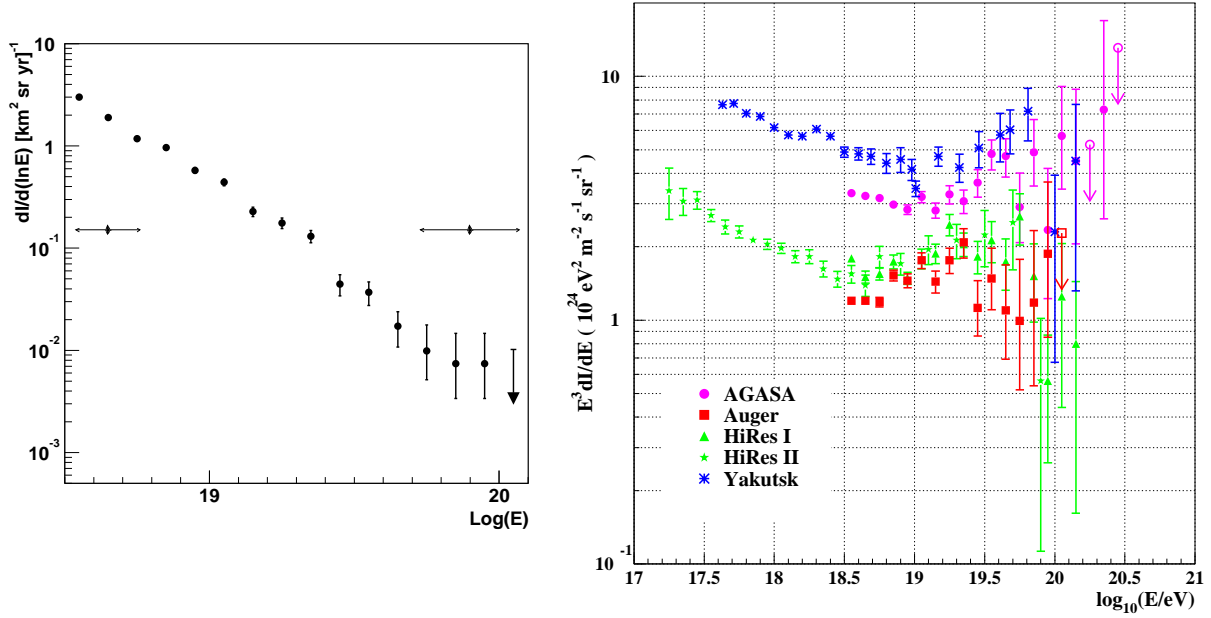 dI/d(lnE) [km² sr yr]⁻¹
10
1
10⁻¹
10⁻²
10⁻³
19
20
Log(E)
E³dI/dE ( 10²⁴ eV² m⁻² s⁻¹ sr⁻¹)
10
1
10⁻¹
AGASA
Auger
HiRes I
HiRes II
Yakutsk
17
17.5
18
18.5
19
19.5
20
20.5
21
log₁₀(E/eV)